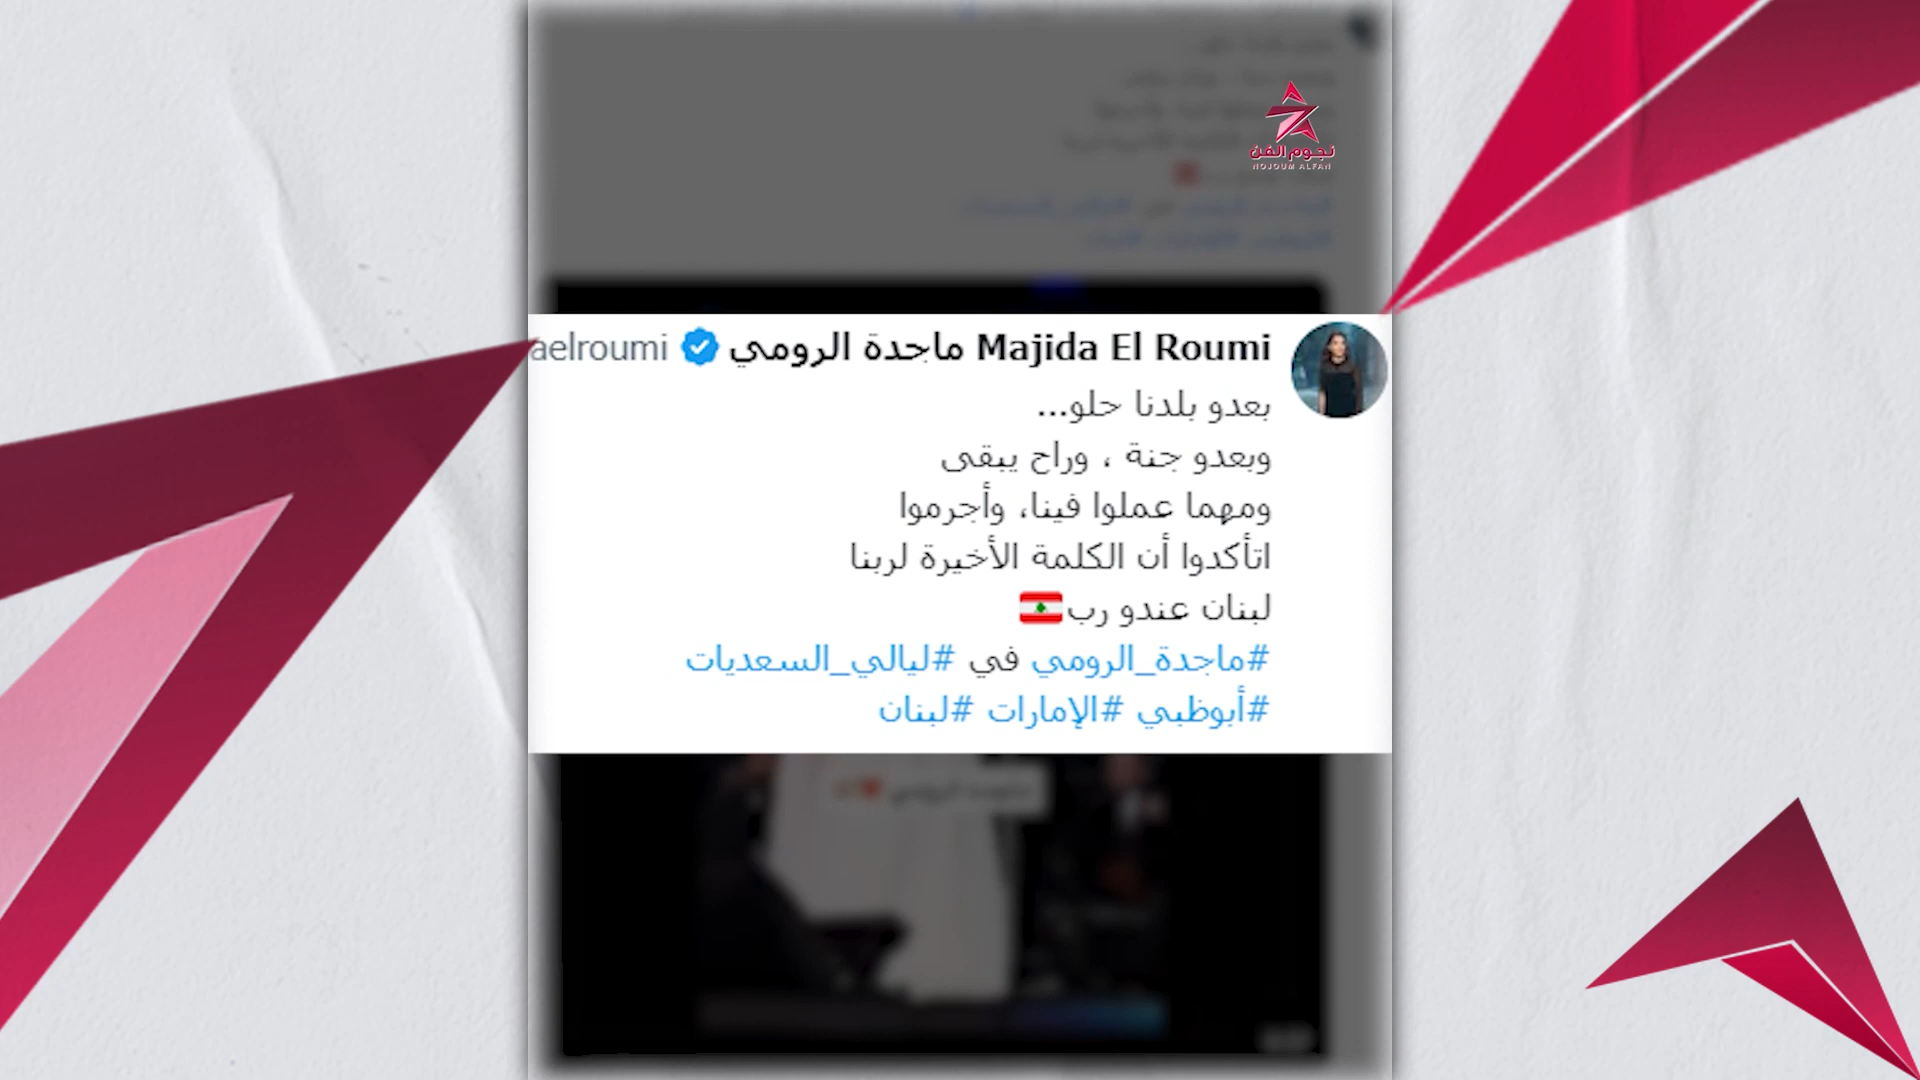 نجوم الفن
NOJOUM ALFAN
Majida El Roumi ماجدة الرومي aelroumi
بعدو بلدنا حلو...
وبعدو جنة ، وراح يبقى
ومهما عملوا فينا، وأجرموا
اتأكدوا أن الكلمة الأخيرة لربنا
لبنان عندو رب🇱🇧
#ماجدة_الرومي في #ليالي_السعديات
#أبوظبي #الإمارات #لبنان